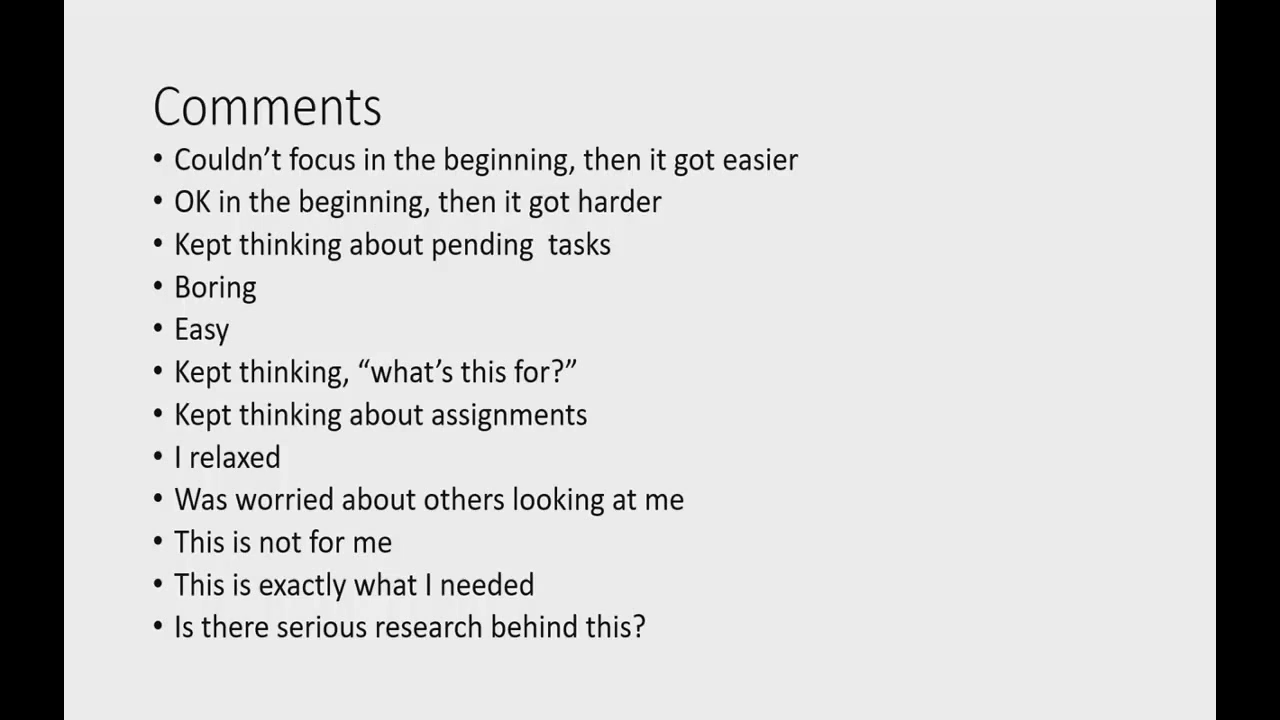 Comments
• Couldn’t focus in the beginning, then it got easier
• OK in the beginning, then it got harder
• Kept thinking about pending  tasks
• Boring
• Easy
• Kept thinking, “what’s this for?”
• Kept thinking about assignments
• I relaxed
• Was worried about others looking at me
• This is not for me
• This is exactly what I needed
• Is there serious research behind this?